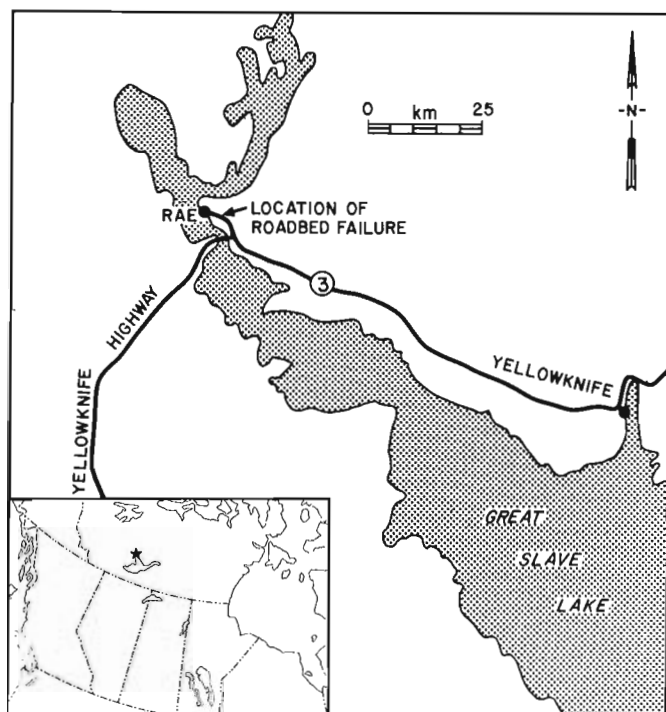 0 km 25
-N-
RAE
LOCATION OF
ROADBED FAILURE
3
HIGHWAY
YELLOWKNIFE
YELLOWKNIFE
GREAT
SLAVE
LAKE